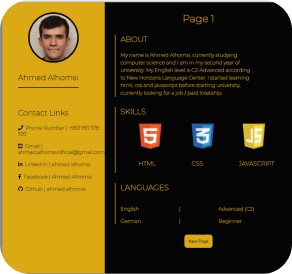 Page 1
Ahmed Alhomsi
Contact Links
Phone Number | +963 991 578
595
Gmail |
ahmed.alhomsi.official@gmail.com
Linked in | ahmed alhomsi
Facebook | Ahmed Alhomsi
Github | ahmed alhomsi
ABOUT
My name is Ahmed Alhomsi, currently studying
computer science and I am in my second year of
university. My English level is C2-Advanced according
to New Horizons Language Center. I started learning
html, css and javascript before starting university,
currently looking for a job / paid
SKILLS
5
3
JS
HTML
CSS
JAVASCRIPT
LANGUAGES
English | Advanced (C2)
German | Beginner
Next Page